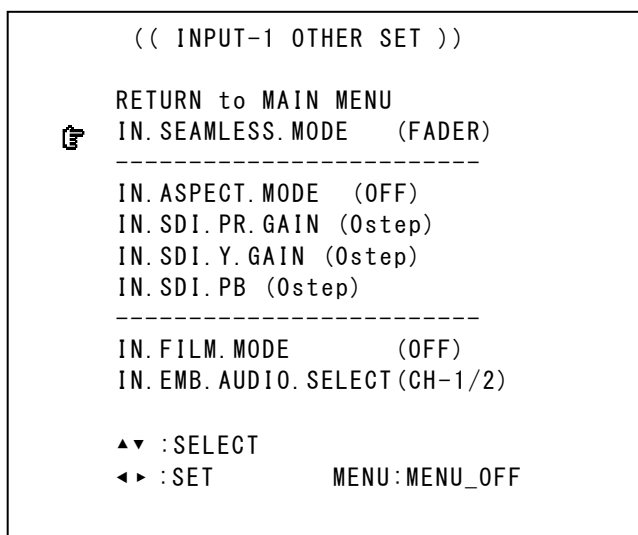 (( INPUT-1 OTHER SET ))
RETURN to MAIN MENU
IN.SEAMLESS.MODE (FADER)
--------------------------
IN.ASPECT.MODE (OFF)
IN.SDI.PR.GAIN (0step)
IN.SDI.Y.GAIN (0step)
IN.SDI.PB (0step)
--------------------------
IN.FILM.MODE (OFF)
IN.EMB.AUDIO.SELECT(CH-1/2)
▲▼ :SELECT
◄► :SET MENU:MENU_OFF